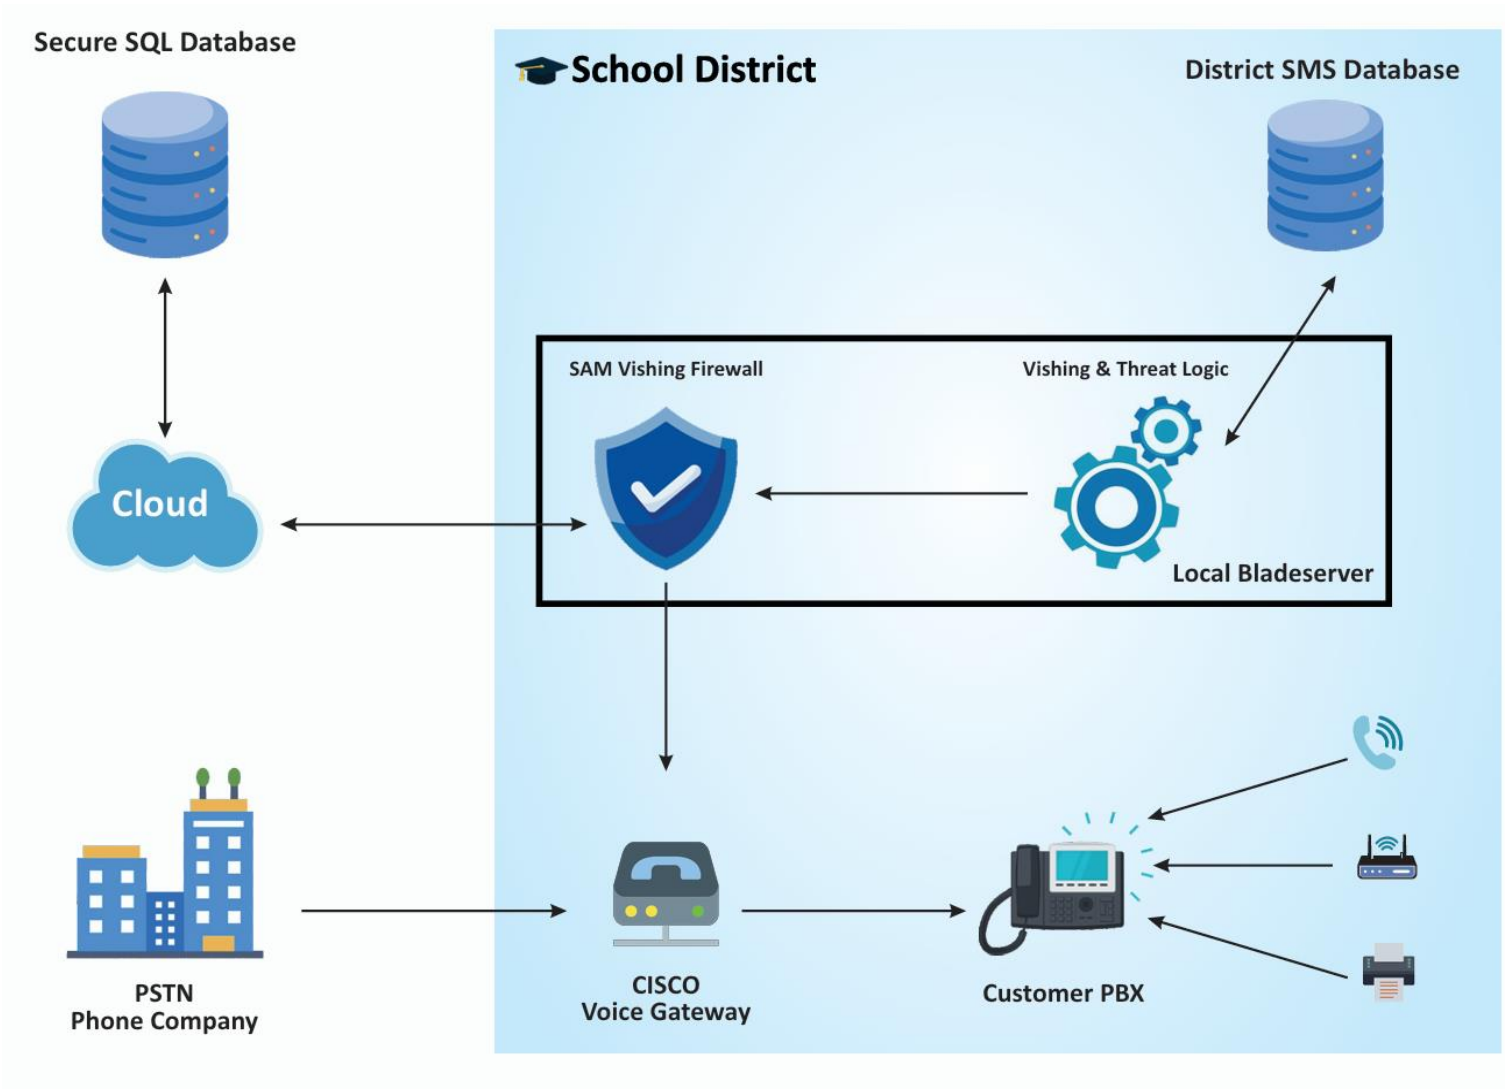 Secure SQL Database
School District
District SMS Database
SAM Vishing Firewall
Vishing & Threat Logic
Cloud
Local Bladeserver
PSTN
Phone Company
CISCO
Voice Gateway
Customer PBX